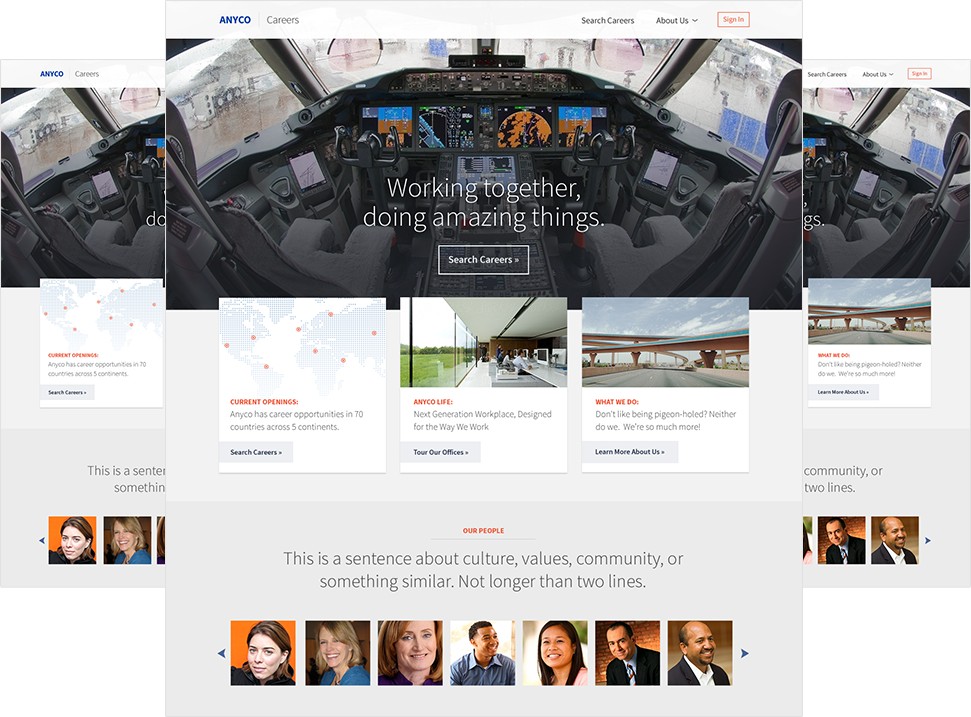 ANYCO Careers
Search Careers About Us Sign In
Working together,
doing amazing things.
Search Careers »
CURRENT OPENINGS:
Anyco has career opportunities in 70
countries across 5 continents.
Search Careers »
ANYCO LIFE:
Next Generation Workplace, Designed
for the Way We Work
Tour Our Offices »
WHAT WE DO:
Don't like being pigeon-holed? Neither
do we. We're so much more!
Learn More About Us »
OUR PEOPLE
This is a sentence about culture, values, community, or
something similar. Not longer than two lines.
ANYCO Careers
do
CURRENT OPENINGS:
Anyco has career opportunities in 70
countries across 5 continents.
Search Careers »
This is a senten
somethin
Search Careers About Us Sign In
gs.
WHAT WE DO:
Don't like being pigeon-holed? Neither
do we. We're so much more!
Learn More About Us »
community, or
two lines.